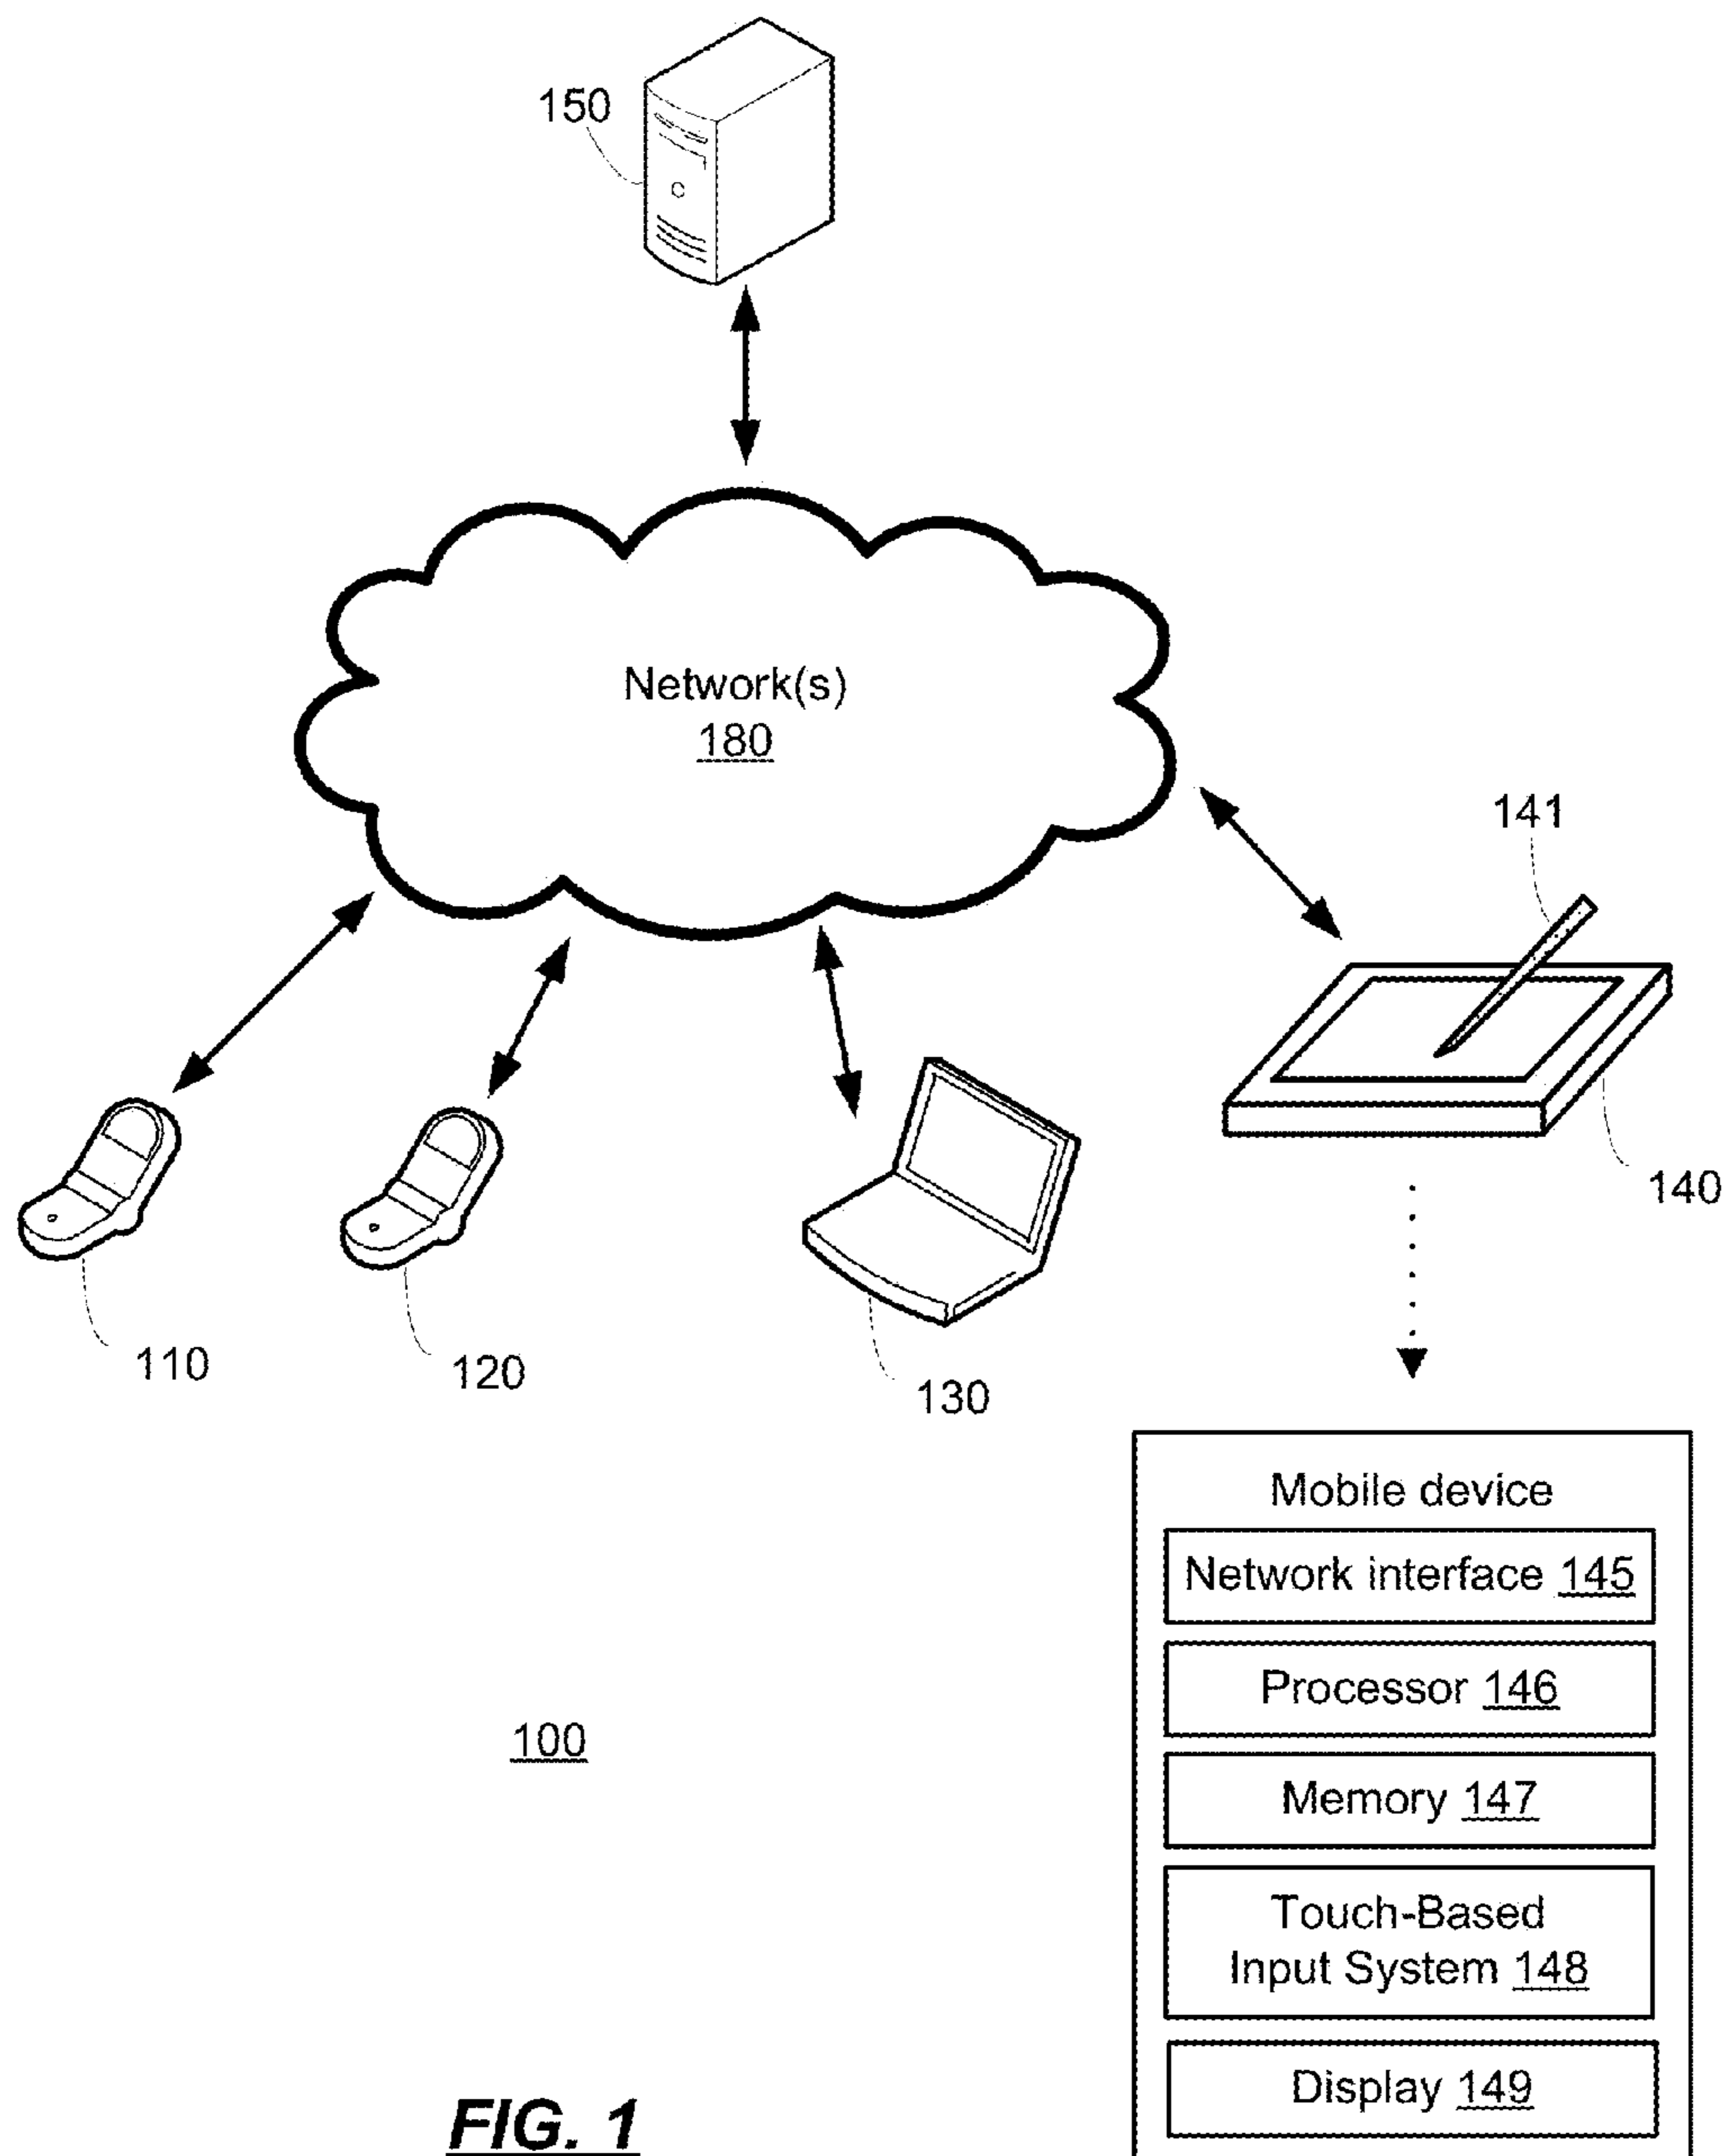 150
Network(s)
180
141
140
110
120
130
Mobile device
Network interface 145
Processor 146
Memory 147
Touch-Based
Input System 148
Display 149
100
FIG. 1